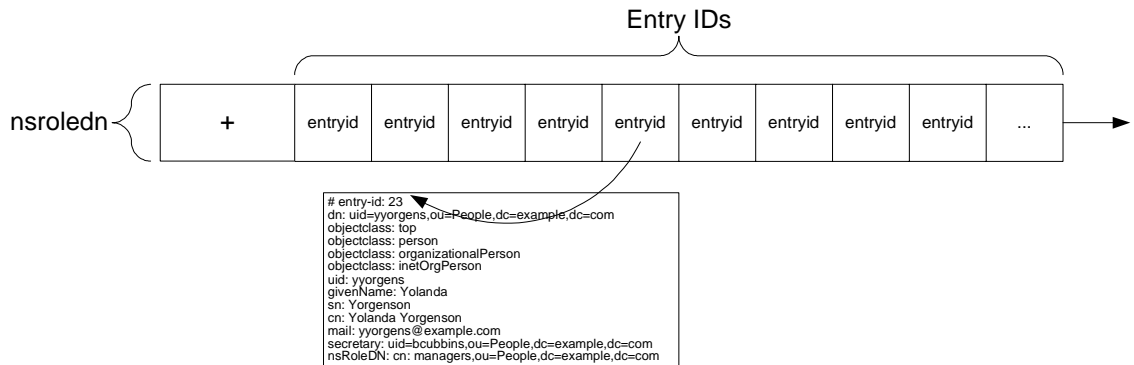 Entry IDs
nsroledn
+ entryid entryid entryid entryid entryid entryid entryid entryid entryid ...
# entry-id: 23
dn: uid=yyorgens,ou=People,dc=example,dc=com
objectclass: top
objectclass: person
objectclass: organizationalPerson
objectclass: inetOrgPerson
uid: yyorgens
givenName: Yolanda
sn: Yorgenson
cn: Yolanda Yorgenson
mail: yyorgens@example.com
secretary: uid=bcubbins,ou=People,dc=example,dc=com
nsRoleDN: cn: managers,ou=People,dc=example,dc=com